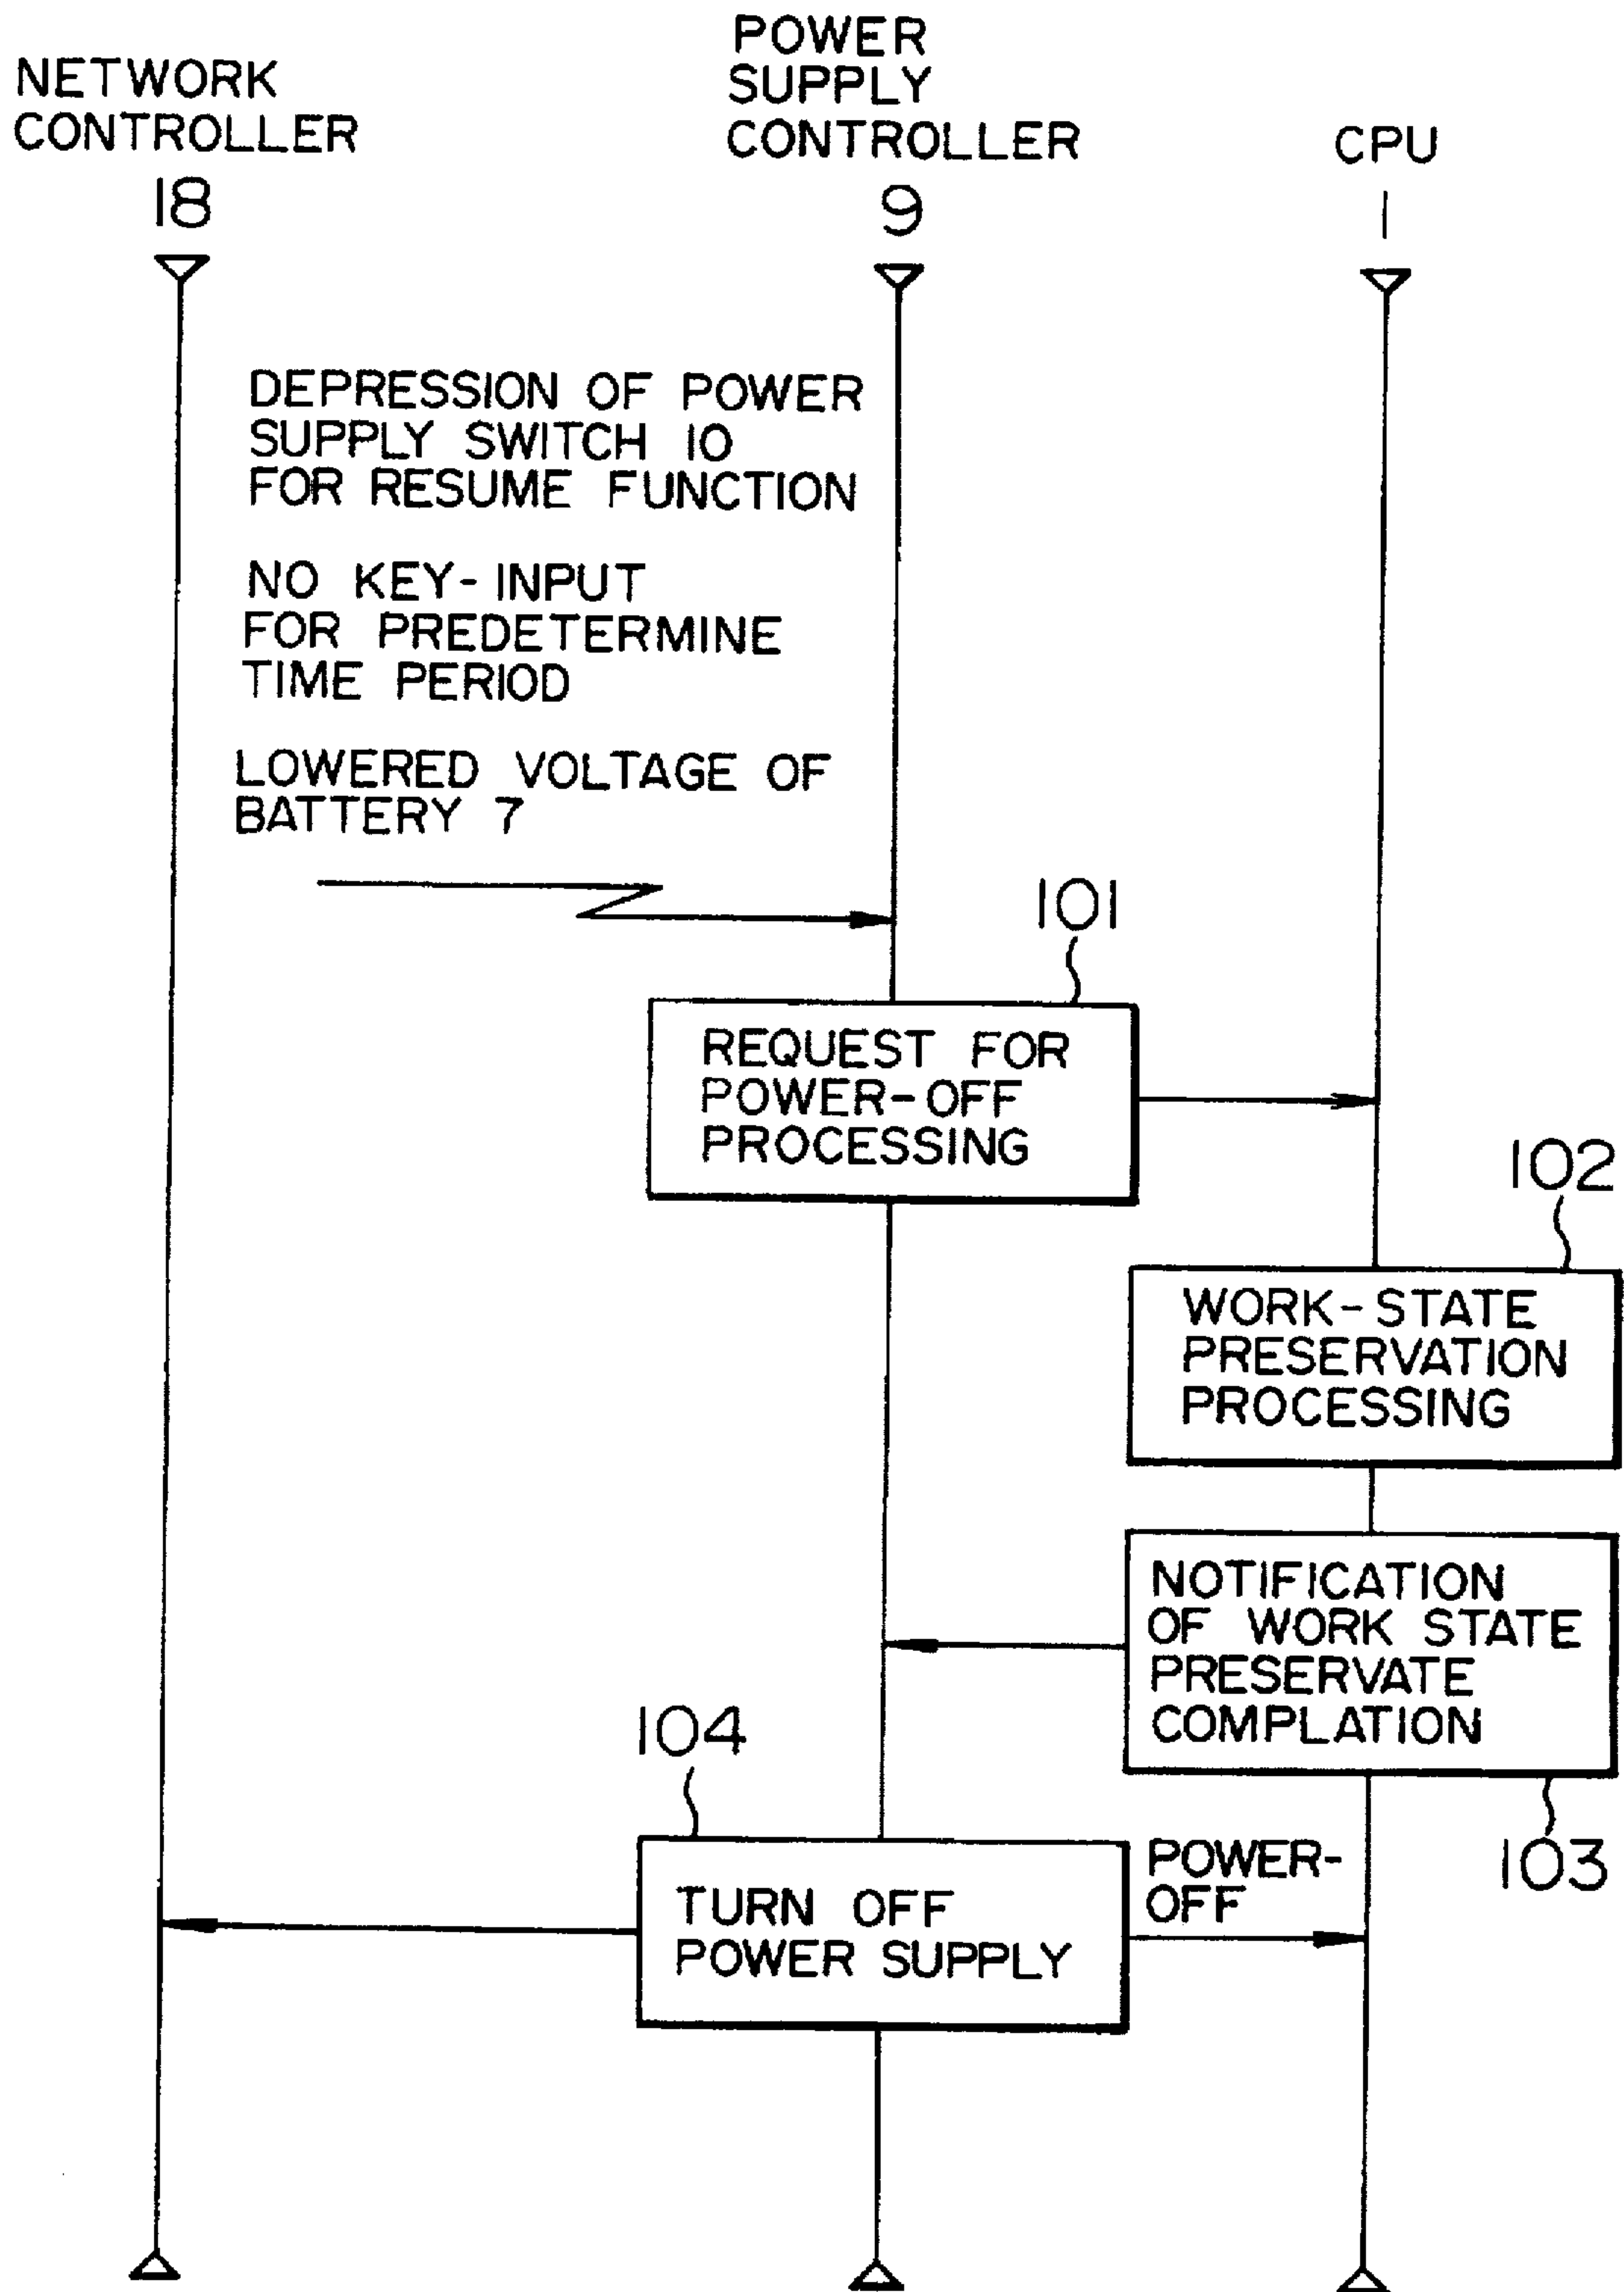 NETWORK
CONTROLLER
18
POWER
SUPPLY
CONTROLLER
9
CPU
1
DEPRESSION OF POWER
SUPPLY SWITCH 10
FOR RESUME FUNCTION
NO KEY-INPUT
FOR PREDETERMINE
TIME PERIOD
LOWERED VOLTAGE OF
BATTERY 7
101
REQUEST FOR
POWER-OFF
PROCESSING
102
WORK-STATE
PRESERVATION
PROCESSING
NOTIFICATION
OF WORK STATE
PRESERVATE
COMPLATION
103
104
TURN OFF
POWER SUPPLY
POWER-
OFF